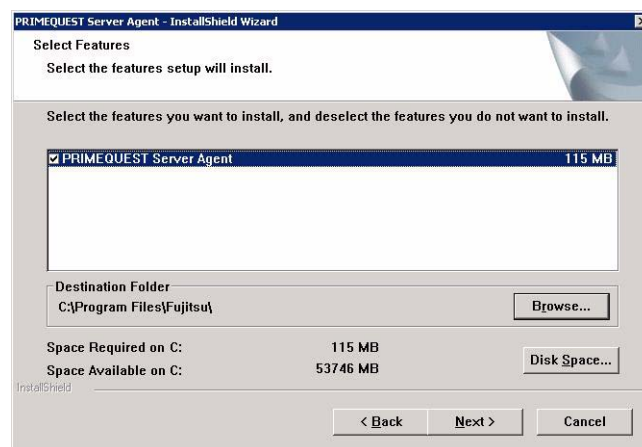 PRIMEQUEST Server Agent - InstallShield Wizard
Select Features
Select the features setup will install.
Select the features you want to install, and deselect the features you do not want to install.
PRIMEQUEST Server Agent 115 MB
Destination Folder
C:\Program Files\Fujitsu\
Browse...
Space Required on C: 115 MB
Space Available on C: 53746 MB
Disk Space...
InstallShield
< Back Next > Cancel